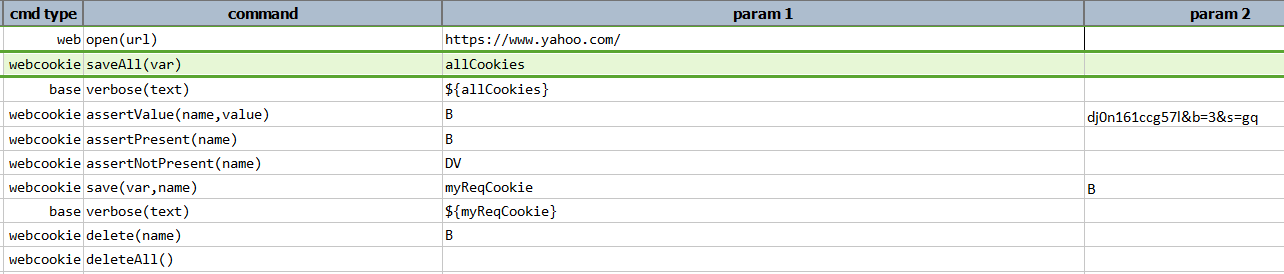 cmd type command param 1 param 2
web open(url) https://www.yahoo.com/
webcookie saveAll(var) allCookies
base verbose(text) ${allCookies}
webcookie assertValue(name,value) B dj0n161ccg57l&b=3&s=gq
webcookie assertPresent(name) B
webcookie assertNotPresent(name) DV
webcookie save(var,name) myReqCookie B
base verbose(text) ${myReqCookie}
webcookie delete(name) B
webcookie deleteAll()